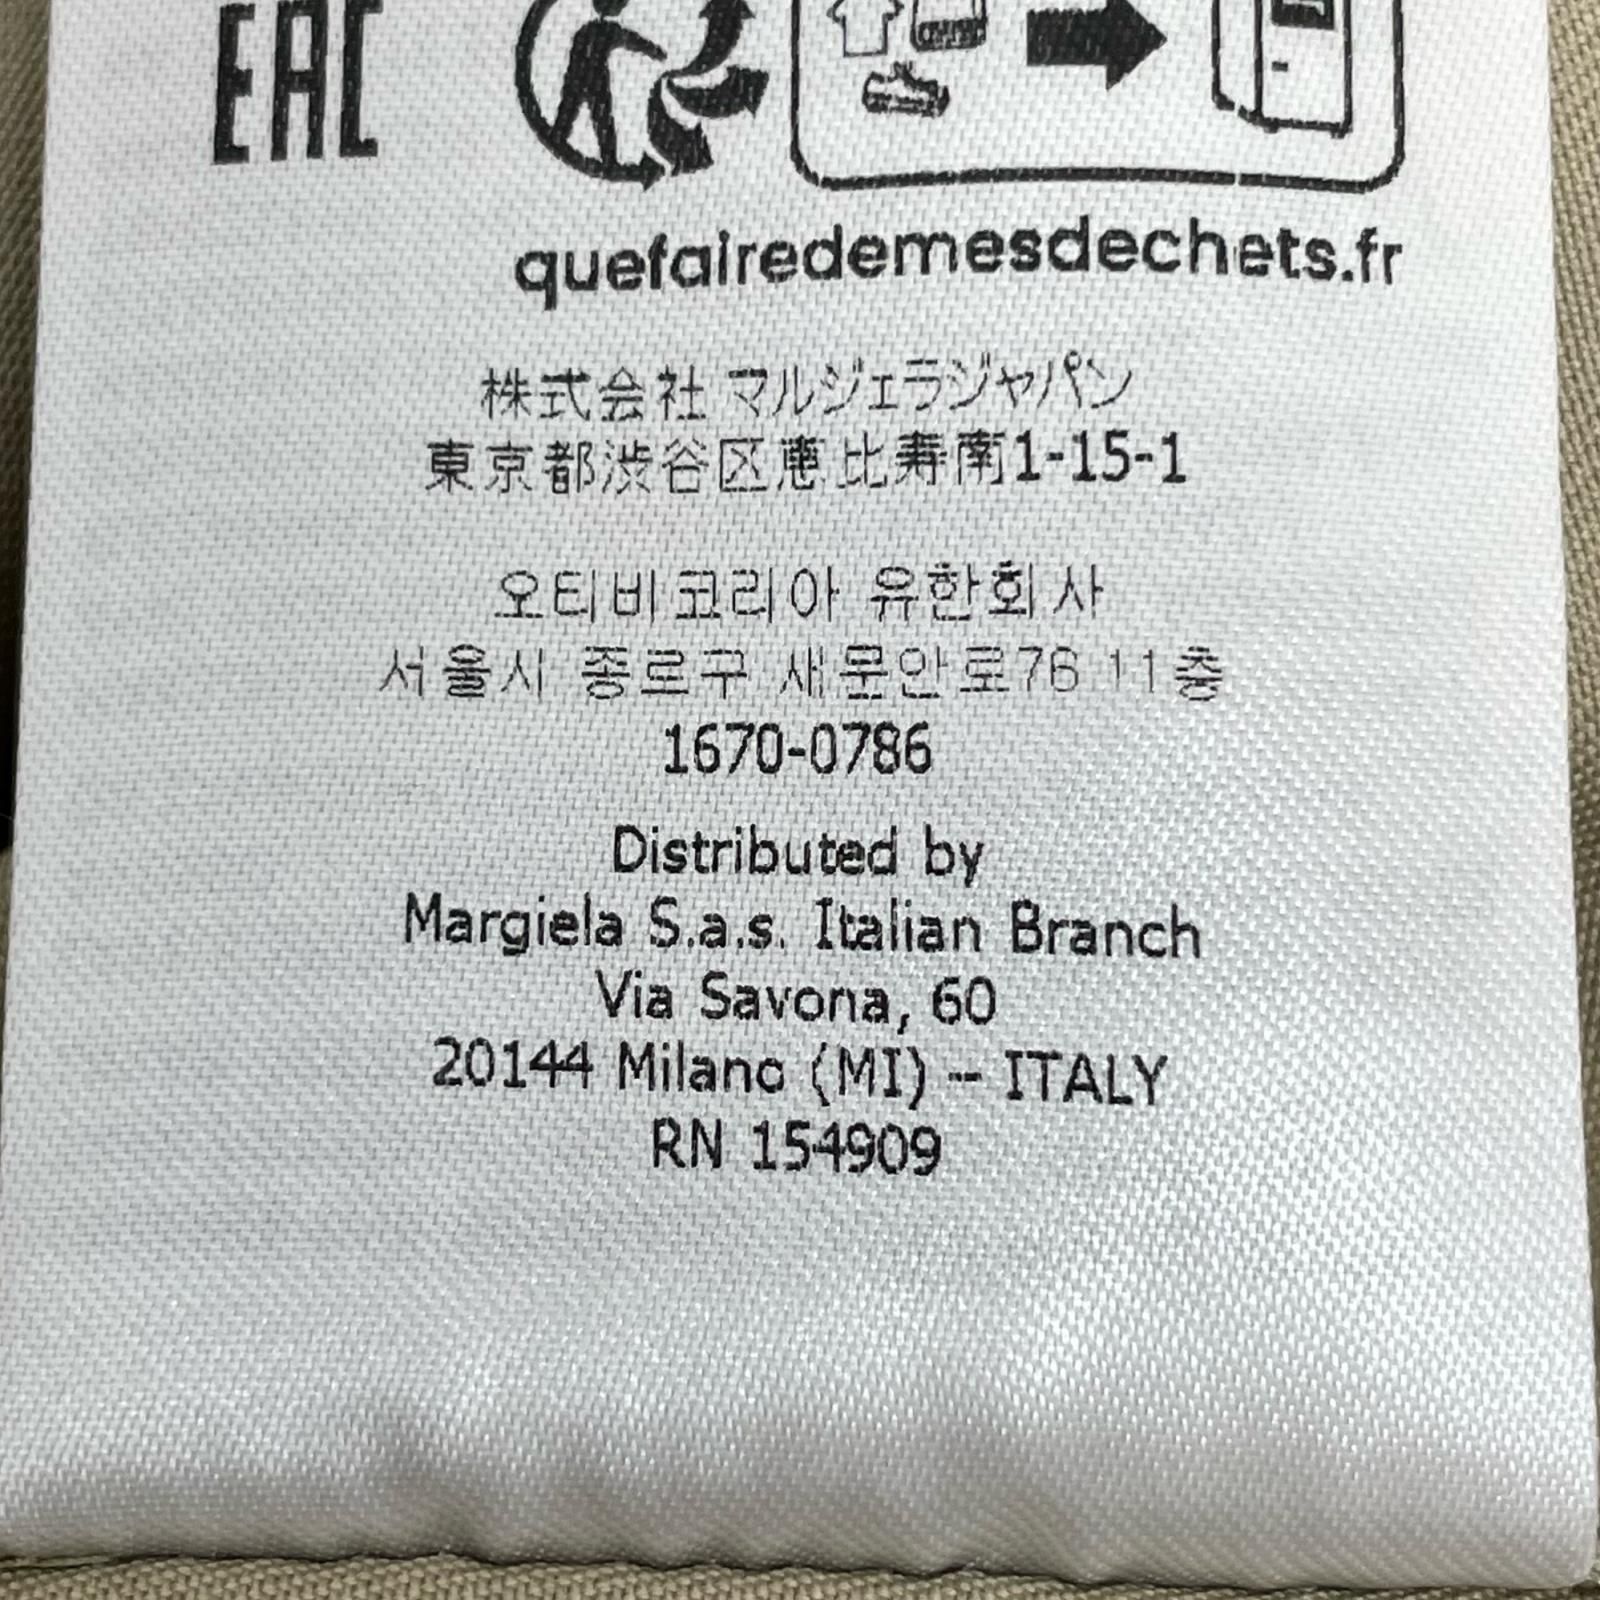 EAC
quefairedemesdechets.fr
株式会社 マルジェラジャパン
東京都渋谷区恵比寿南1-15-1
오티비코리아 유한회사
서울시 종로구 새문안로76 11층
1670-0786
Distributed by
Margiela S.a.s. Italian Branch
Via Savona, 60
20144 Milano (MI) -- ITALY
RN 154909